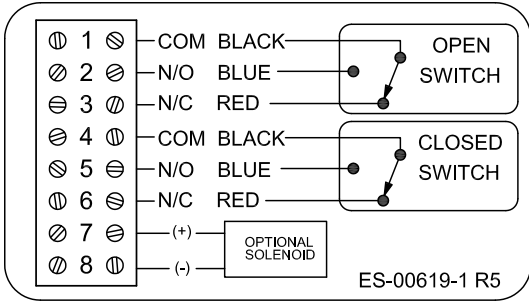 1 COM BLACK
2 N/O BLUE
3 N/C RED
OPEN
SWITCH
4 COM BLACK
5 N/O BLUE
6 N/C RED
CLOSED
SWITCH
7 (+)
8 (-)
OPTIONAL
SOLENOID
ES-00619-1 R5